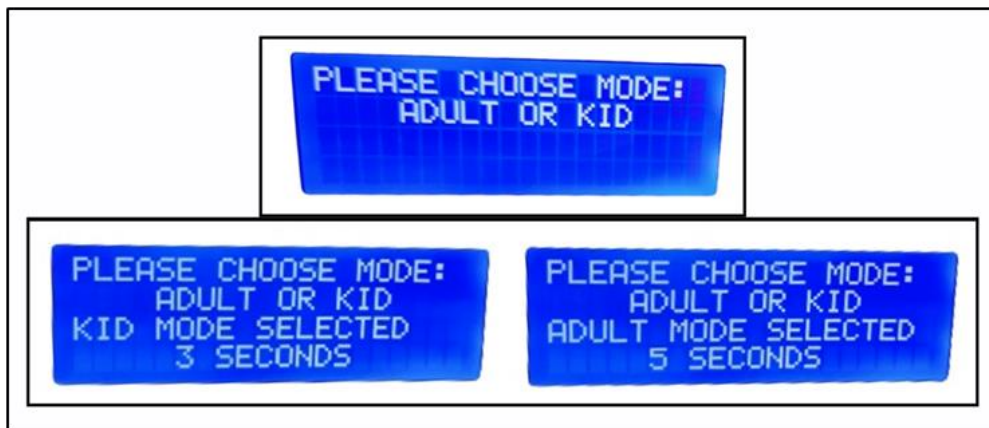 PLEASE CHOOSE MODE:
ADULT OR KID
PLEASE CHOOSE MODE:
ADULT OR KID
KID MODE SELECTED
3 SECONDS
PLEASE CHOOSE MODE:
ADULT OR KID
ADULT MODE SELECTED
5 SECONDS